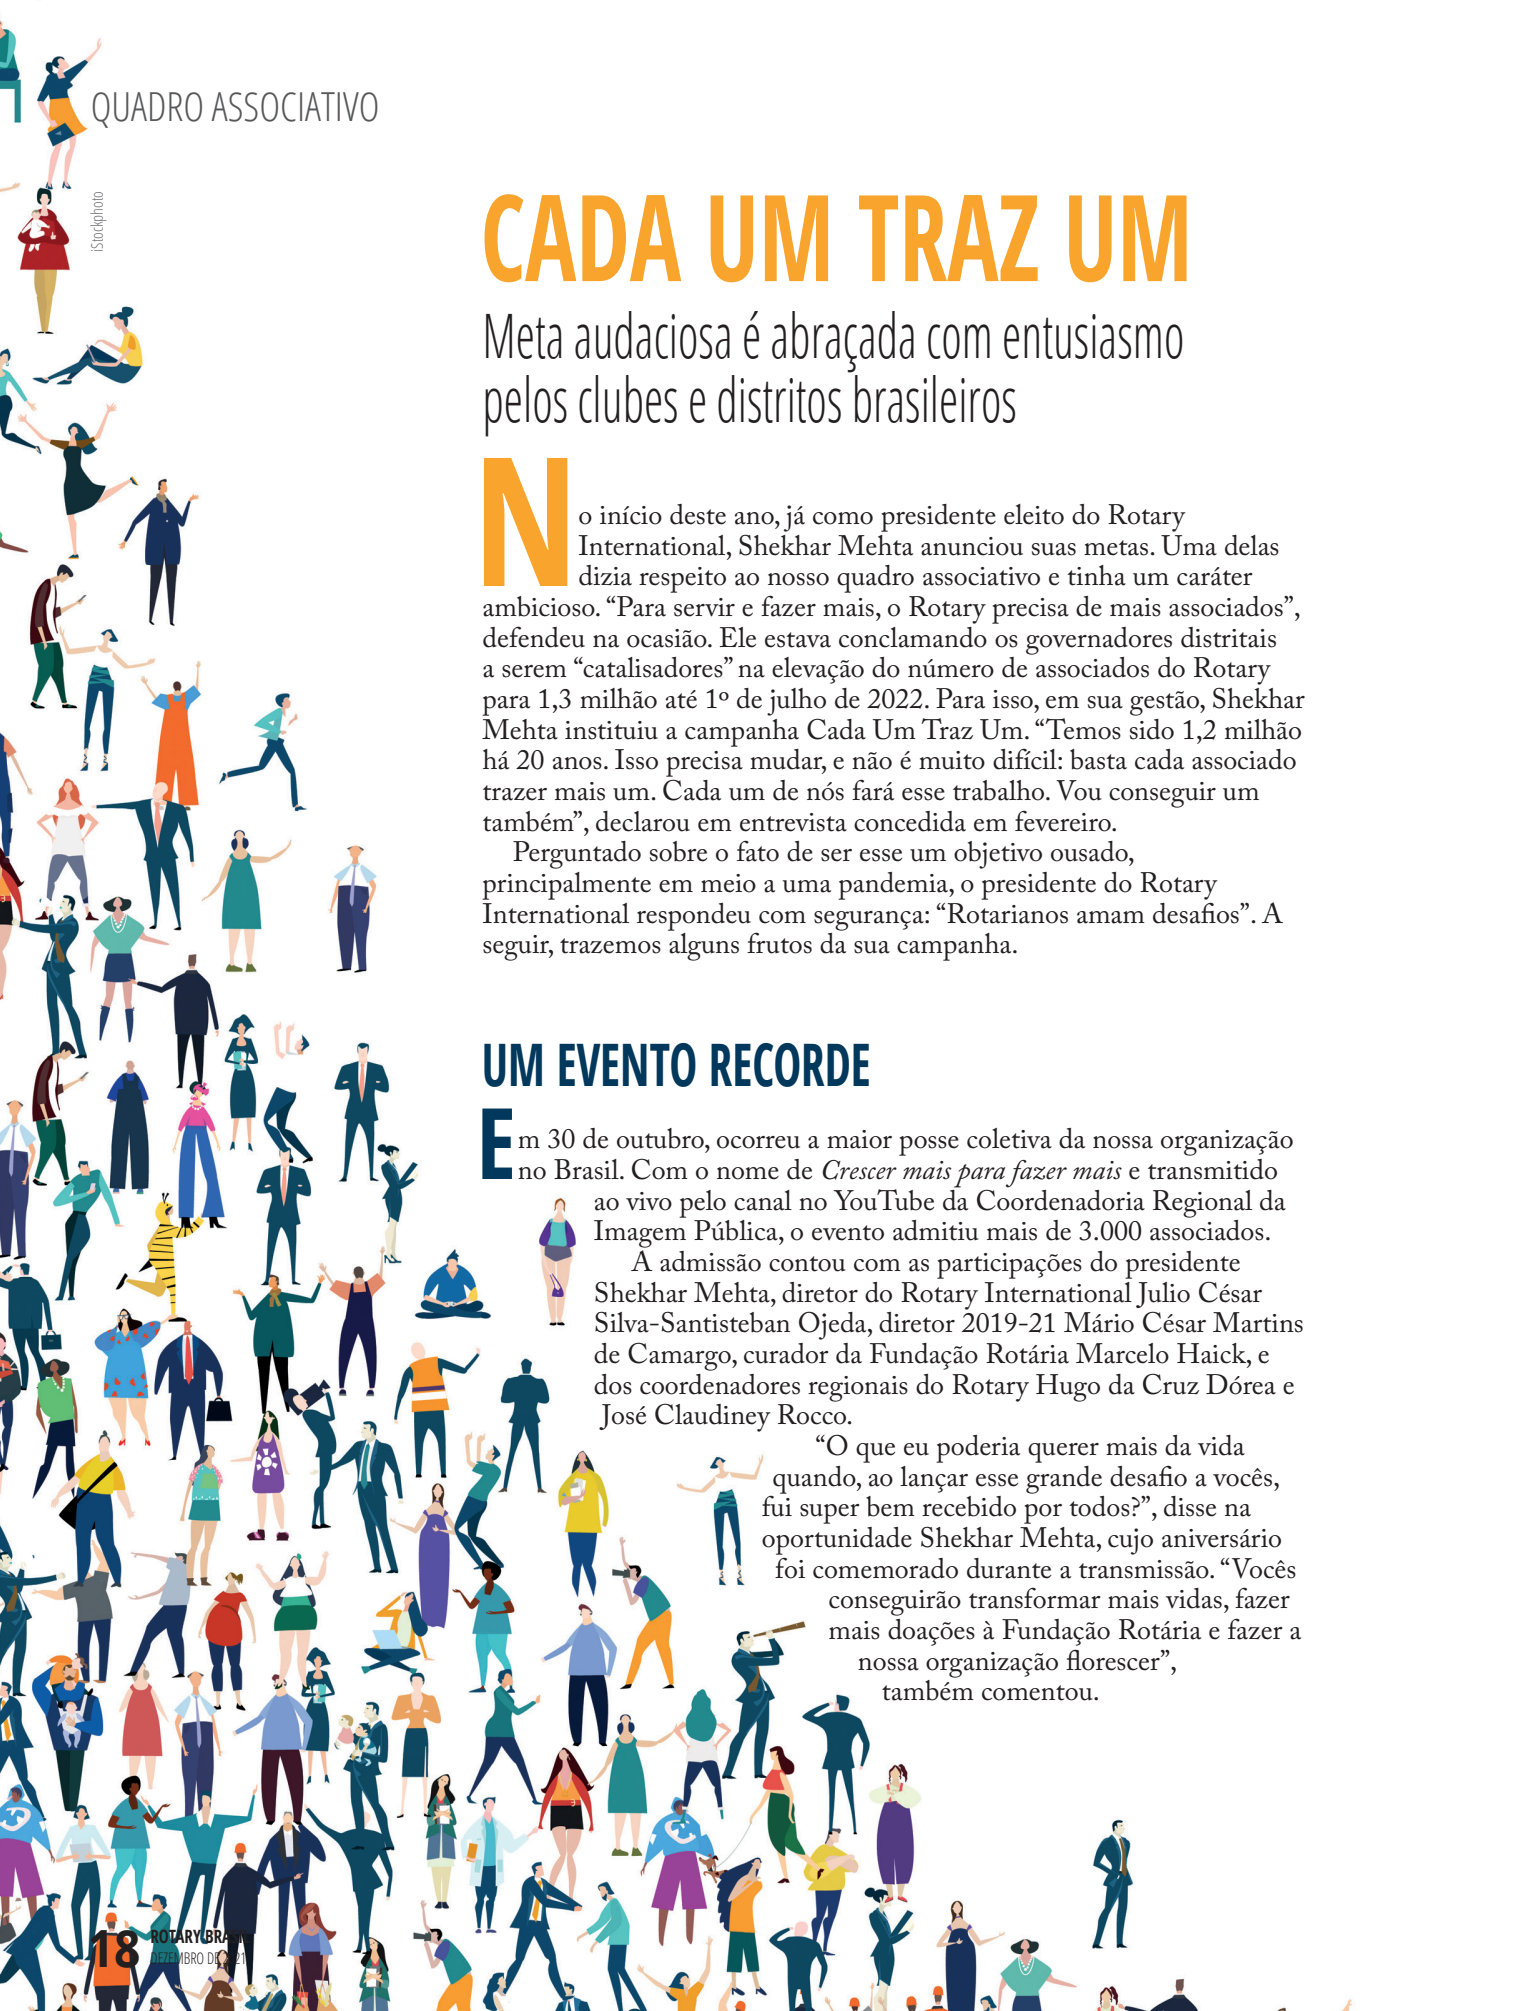 QUADRO ASSOCIATIVO
iStockphoto
CADA UM TRAZ UM
Meta audaciosa é abraçada com entusiasmo
pelos clubes e distritos brasileiros
No início deste ano, já como presidente eleito do Rotary
International, Shekhar Mehta anunciou suas metas. Uma delas
dizia respeito ao nosso quadro associativo e tinha um caráter
ambicioso. “Para servir e fazer mais, o Rotary precisa de mais associados”,
defendeu na ocasião. Ele estava conclamando os governadores distritais
a serem “catalisadores” na elevação do número de associados do Rotary
para 1,3 milhão até 1º de julho de 2022. Para isso, em sua gestão, Shekhar
Mehta instituiu a campanha Cada Um Traz Um. “Temos sido 1,2 milhão
há 20 anos. Isso precisa mudar, e não é muito difícil: basta cada associado
trazer mais um. Cada um de nós fará esse trabalho. Vou conseguir um
também”, declarou em entrevista concedida em fevereiro.
Perguntado sobre o fato de ser esse um objetivo ousado,
principalmente em meio a uma pandemia, o presidente do Rotary
International respondeu com segurança: “Rotarianos amam desafios”. A
seguir, trazemos alguns frutos da sua campanha.
UM EVENTO RECORDE
Em 30 de outubro, ocorreu a maior posse coletiva da nossa organização
no Brasil. Com o nome de Crescer mais para fazer mais e transmitido
ao vivo pelo canal no YouTube da Coordenadoria Regional da
Imagem Pública, o evento admitiu mais de 3.000 associados.
A admissão contou com as participações do presidente
Shekhar Mehta, diretor do Rotary International Julio César
Silva-Santisteban Ojeda, diretor 2019-21 Mário César Martins
de Camargo, curador da Fundação Rotária Marcelo Haick, e
dos coordenadores regionais do Rotary Hugo da Cruz Dórea e
José Claudiney Rocco.
“O que eu poderia querer mais da vida
quando, ao lançar esse grande desafio a vocês,
fui super bem recebido por todos?”, disse na
oportunidade Shekhar Mehta, cujo aniversário
foi comemorado durante a transmissão. “Vocês
conseguirão transformar mais vidas, fazer
mais doações à Fundação Rotária e fazer a
nossa organização florescer”,
também comentou.
18
ROTARY BRASIL
DEZEMBRO DE 2021